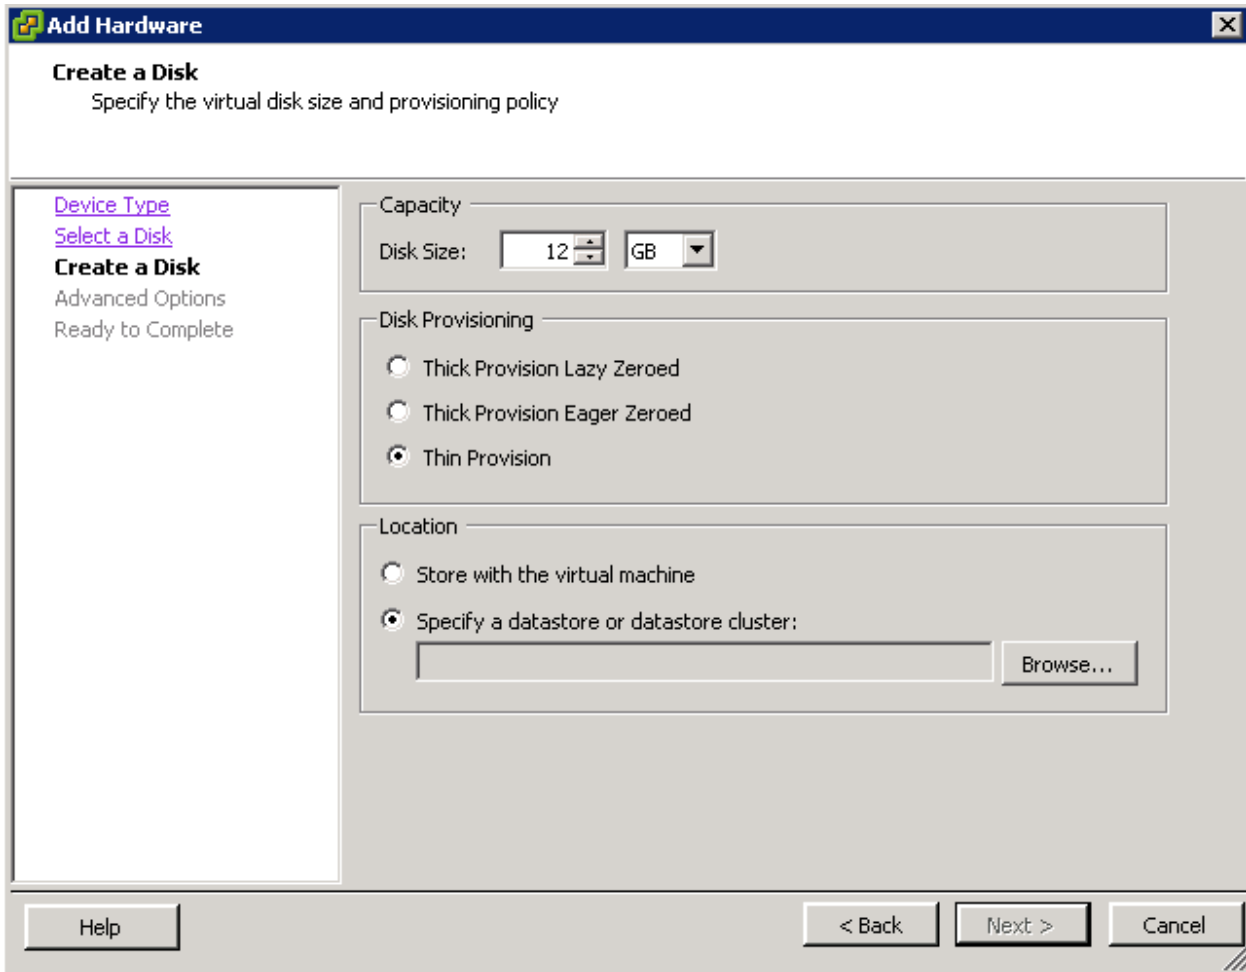 Add Hardware
Create a Disk
Specify the virtual disk size and provisioning policy
Device Type
Select a Disk
Create a Disk
Advanced Options
Ready to Complete
Capacity
Disk Size: 12 GB
Disk Provisioning
Thick Provision Lazy Zeroed
Thick Provision Eager Zeroed
Thin Provision
Location
Store with the virtual machine
Specify a datastore or datastore cluster:
Browse...
Help
< Back
Next >
Cancel